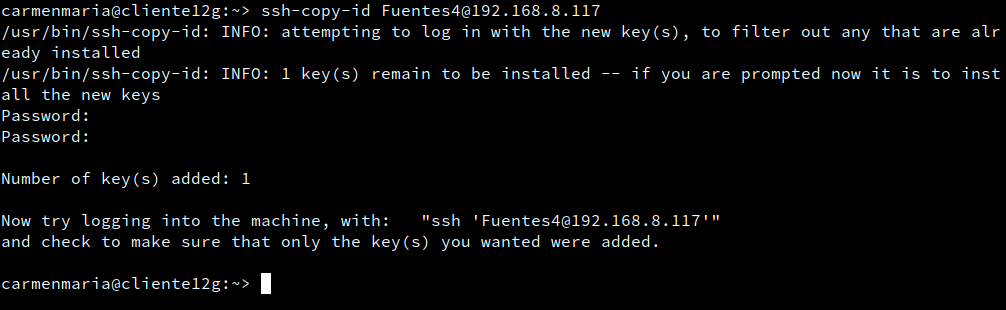 carmenmaria@cliente12g:~> ssh-copy-id Fuentes4@192.168.8.117
/usr/bin/ssh-copy-id: INFO: attempting to log in with the new key(s), to filter out any that are alr
eady installed
/usr/bin/ssh-copy-id: INFO: 1 key(s) remain to be installed -- if you are prompted now it is to inst
all the new keys
Password:
Password:
Number of key(s) added: 1
Now try logging into the machine, with:   "ssh 'Fuentes4@192.168.8.117'"
and check to make sure that only the key(s) you wanted were added.
carmenmaria@cliente12g:~>